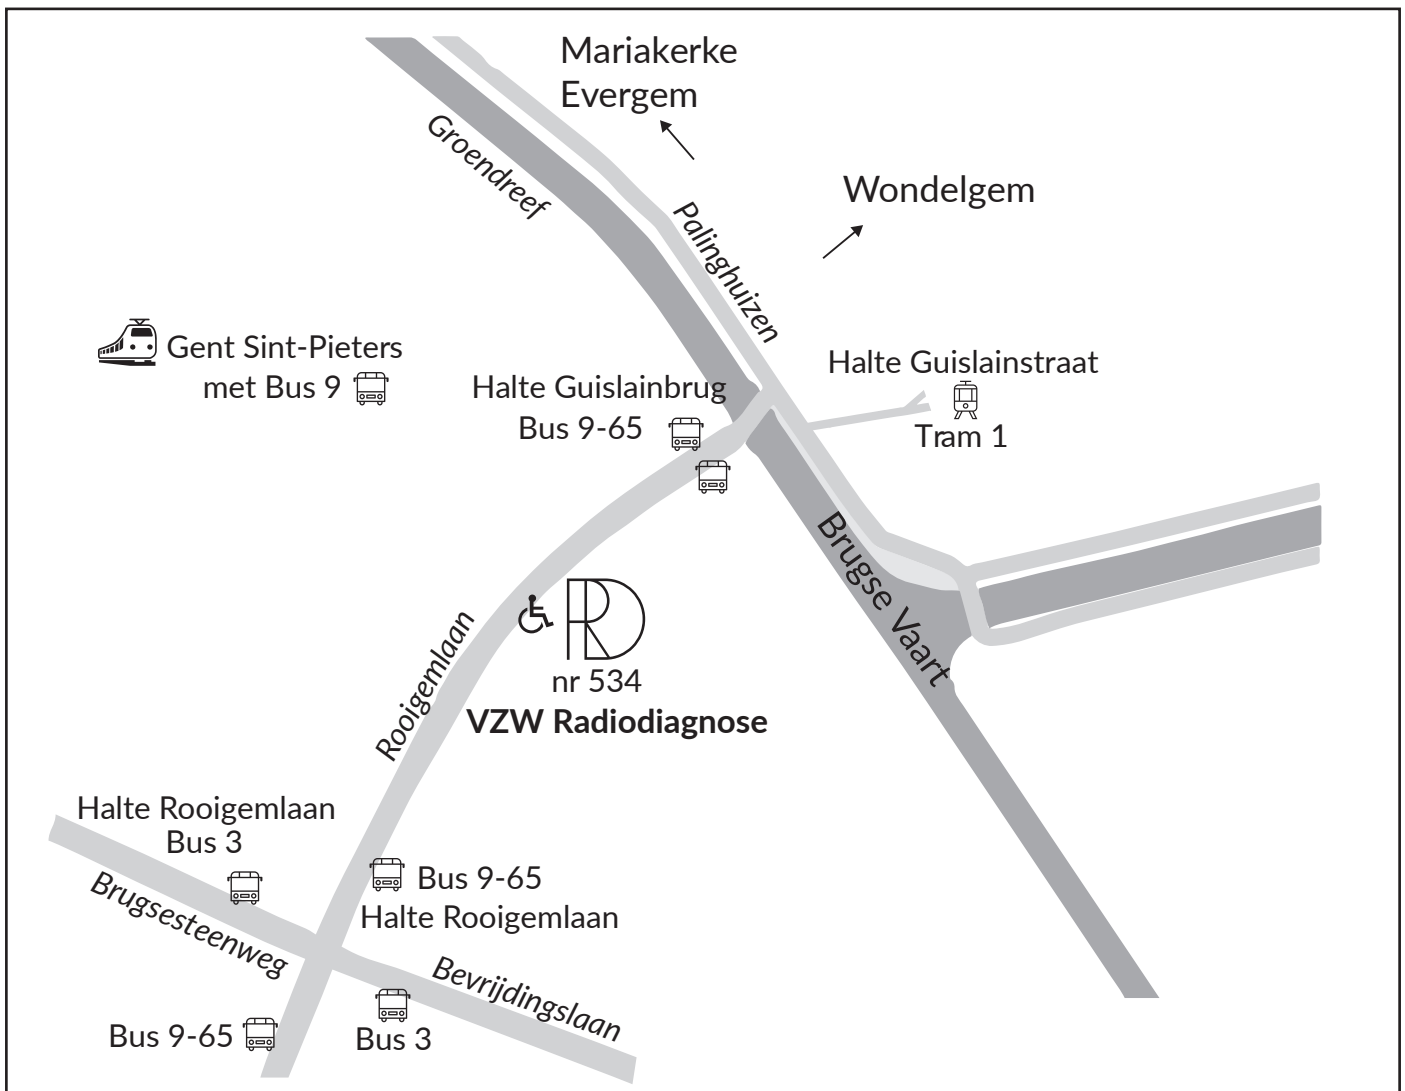 Mariakerke
Evergem
Groendreef
Palinghuizen
Wondelgem
Gent Sint-Pieters
met Bus 9
Halte Guislainbrug
Bus 9-65
Halte Guislainstraat
Tram 1
Brugse Vaart
Rooigemlaan
RD
nr 534
VZW Radiodiagnose
Halte Rooigemlaan
Bus 3
Bus 9-65
Halte Rooigemlaan
Brugsesteenweg
Bevrijdingslaan
Bus 9-65
Bus 3